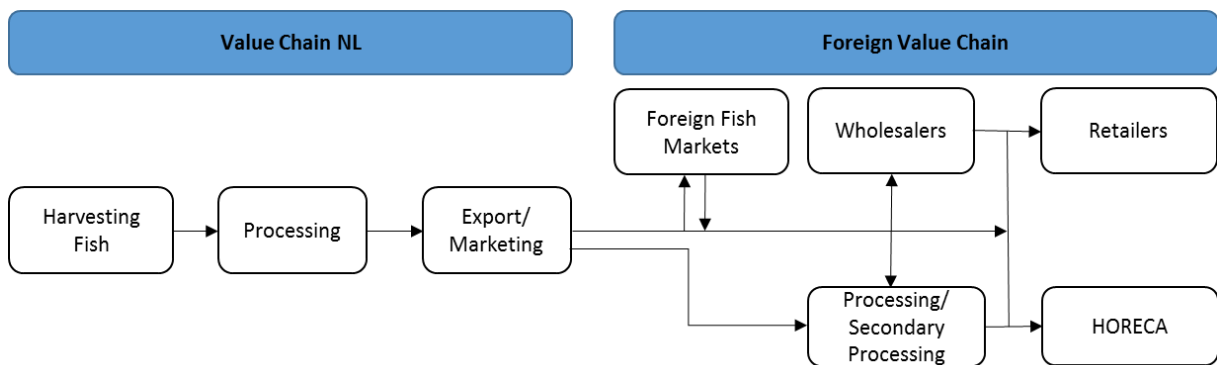 Value Chain NL
Foreign Value Chain
Foreign Fish
Markets
Wholesalers
Retailers
Harvesting
Fish
Processing
Export/
Marketing
Processing/
Secondary
Processing
HORECA